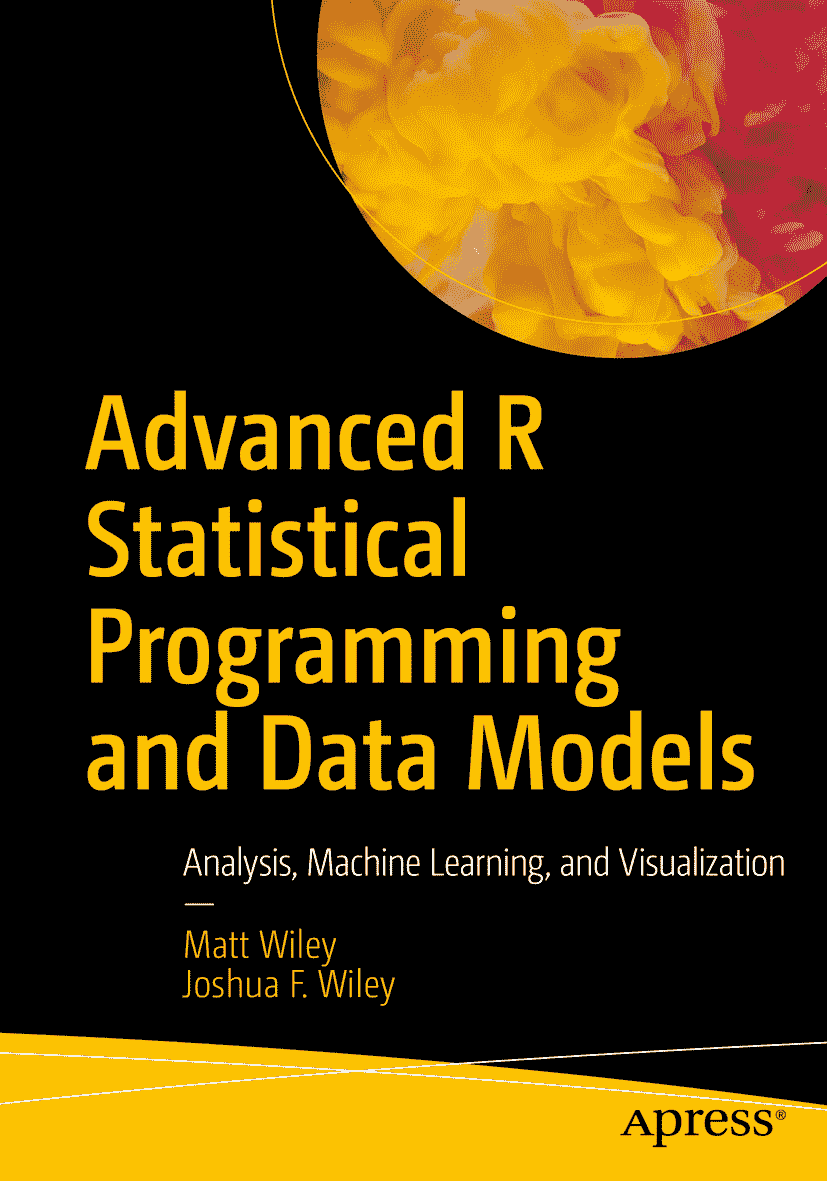 Advanced R
Statistical
Programming
and Data Models
Analysis, Machine Learning, and Visualization
—
Matt Wiley
Joshua F. Wiley
Apress®